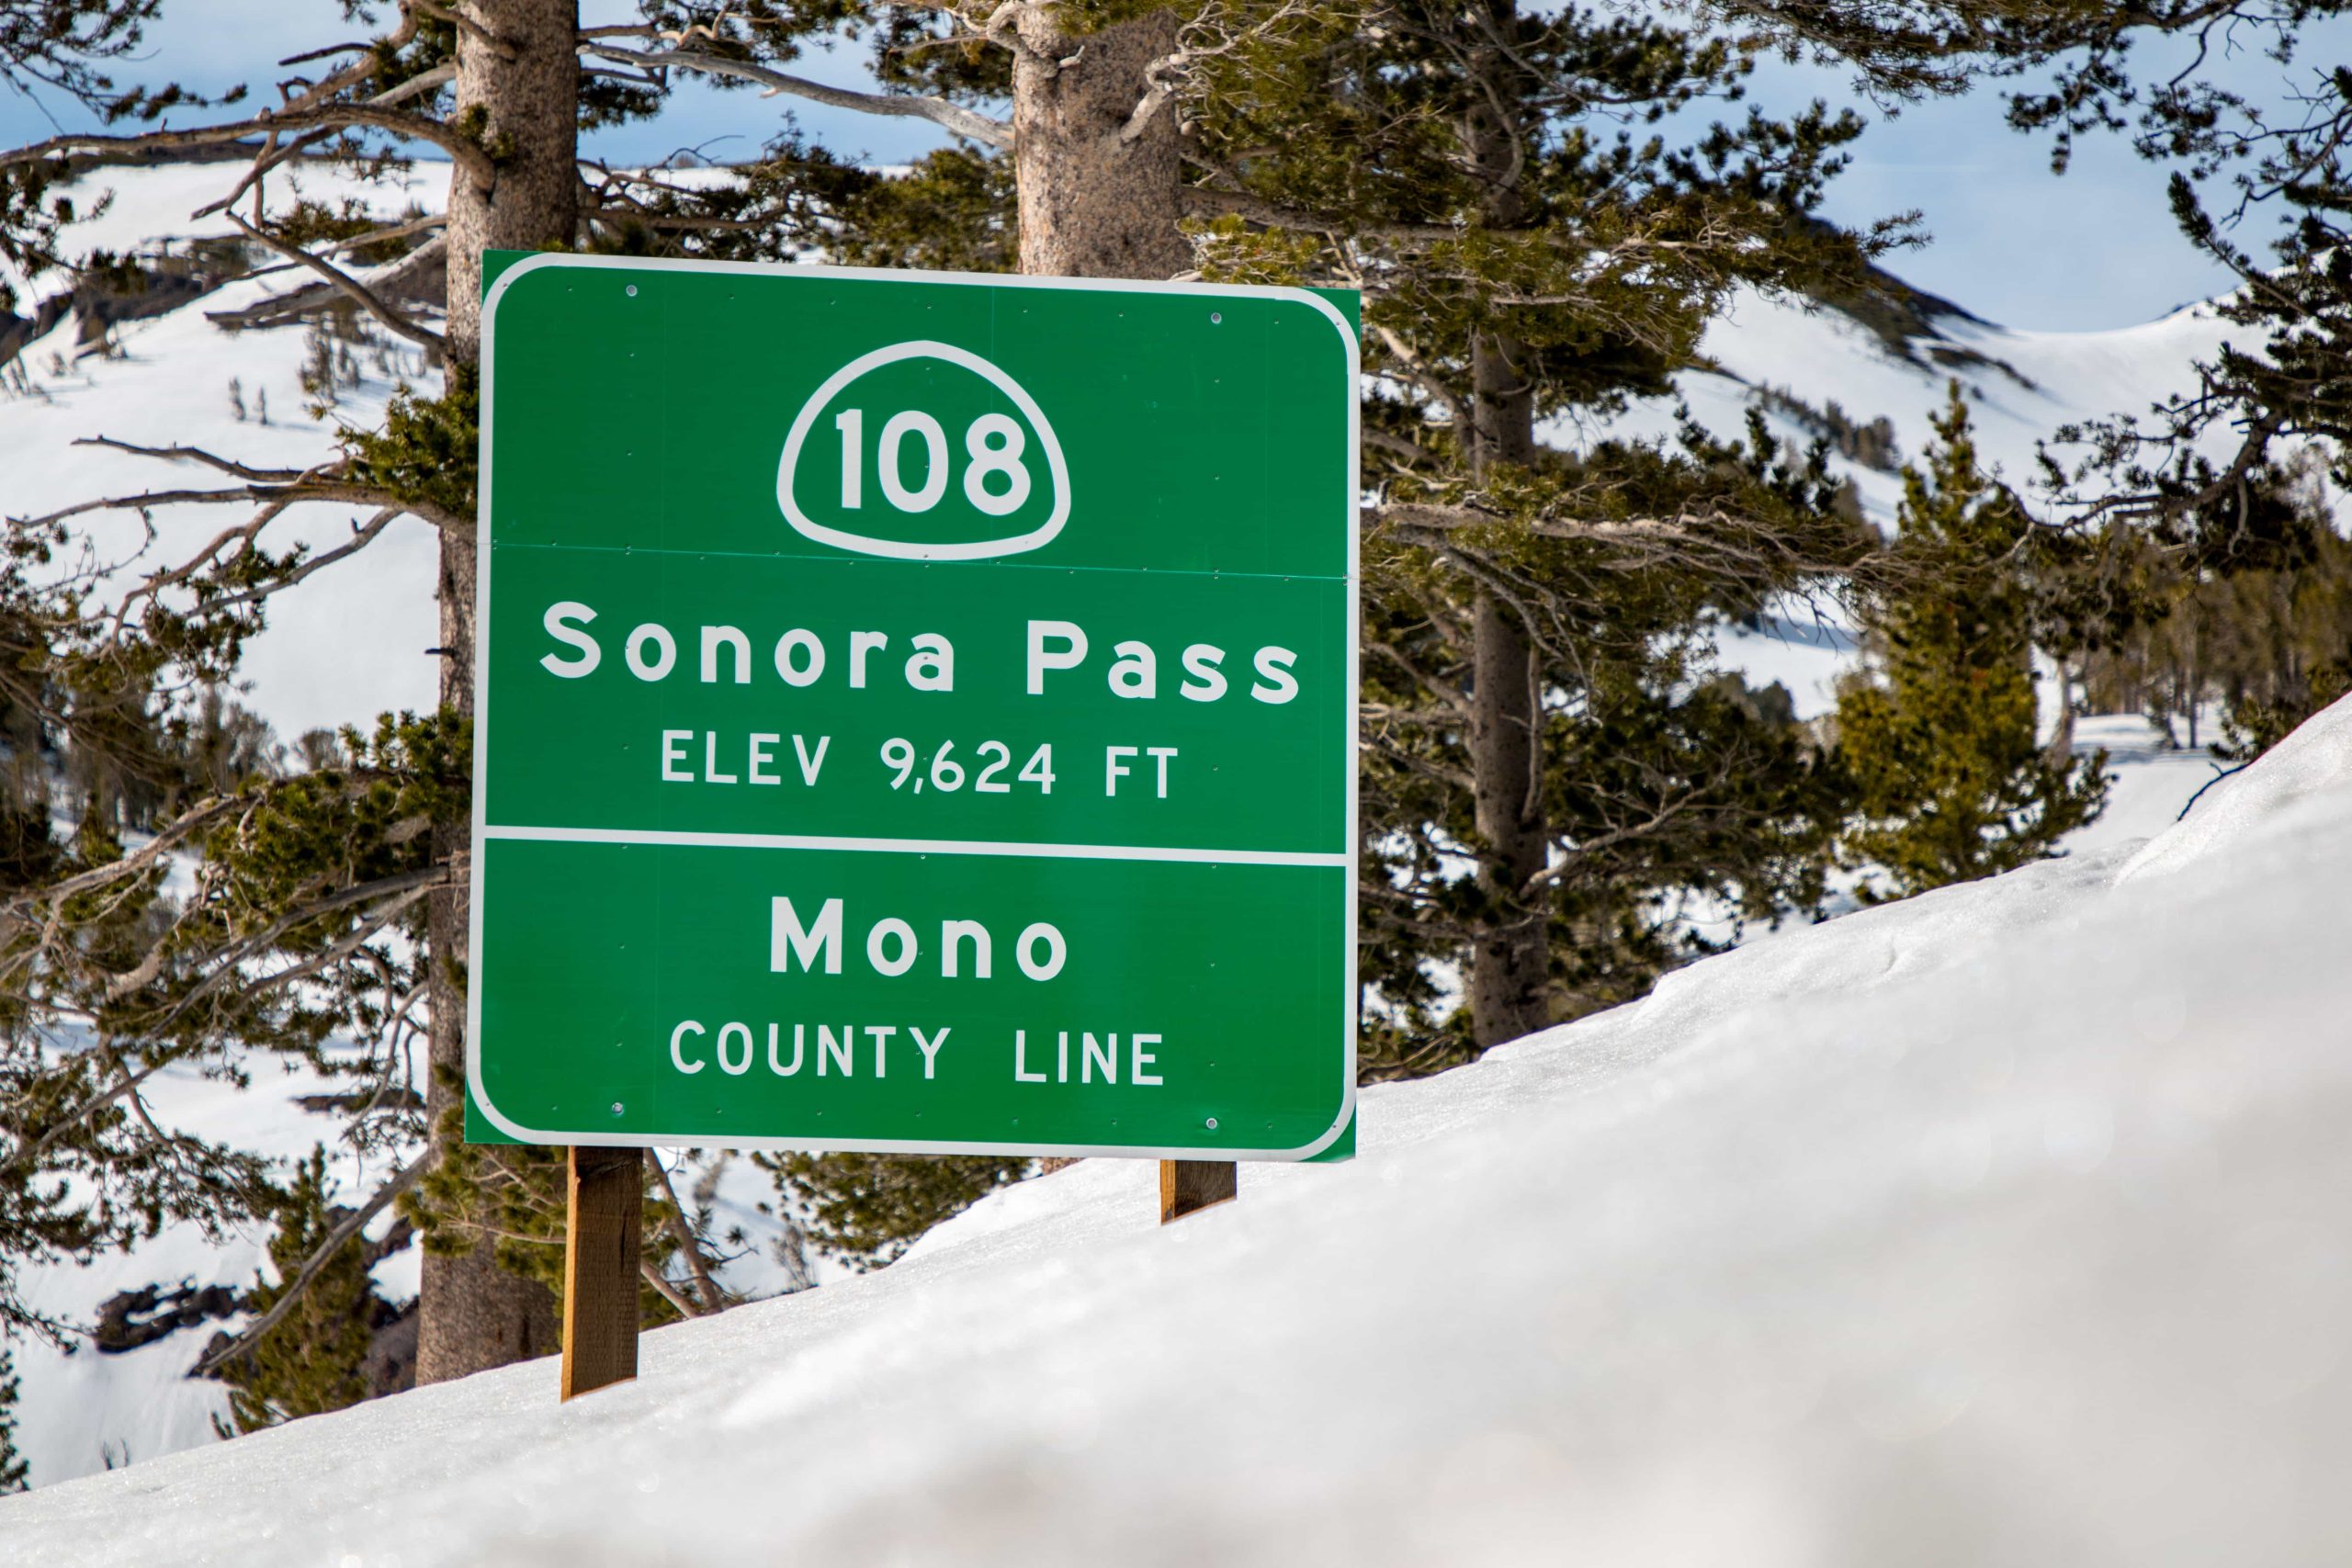 108
Sonora Pass
ELEV 9,624 FT
Mono
COUNTY LINE